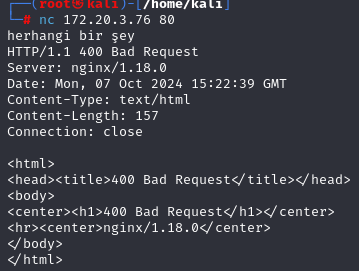 ┌──(root㉿kali)-[/home/kali]
└─# nc 172.20.3.76 80
herhangi bir şey
HTTP/1.1 400 Bad Request
Server: nginx/1.18.0
Date: Mon, 07 Oct 2024 15:22:39 GMT
Content-Type: text/html
Content-Length: 157
Connection: close

<html>
<head><title>400 Bad Request</title></head>
<body>
<center><h1>400 Bad Request</h1></center>
<hr><center>nginx/1.18.0</center>
</body>
</html>